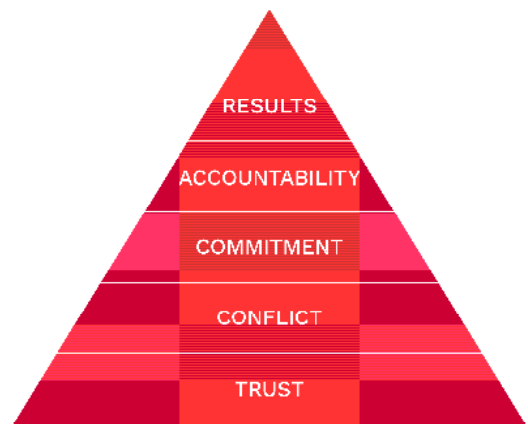 RESULTS
ACCOUNTABILITY
COMMITMENT
CONFLICT
TRUST